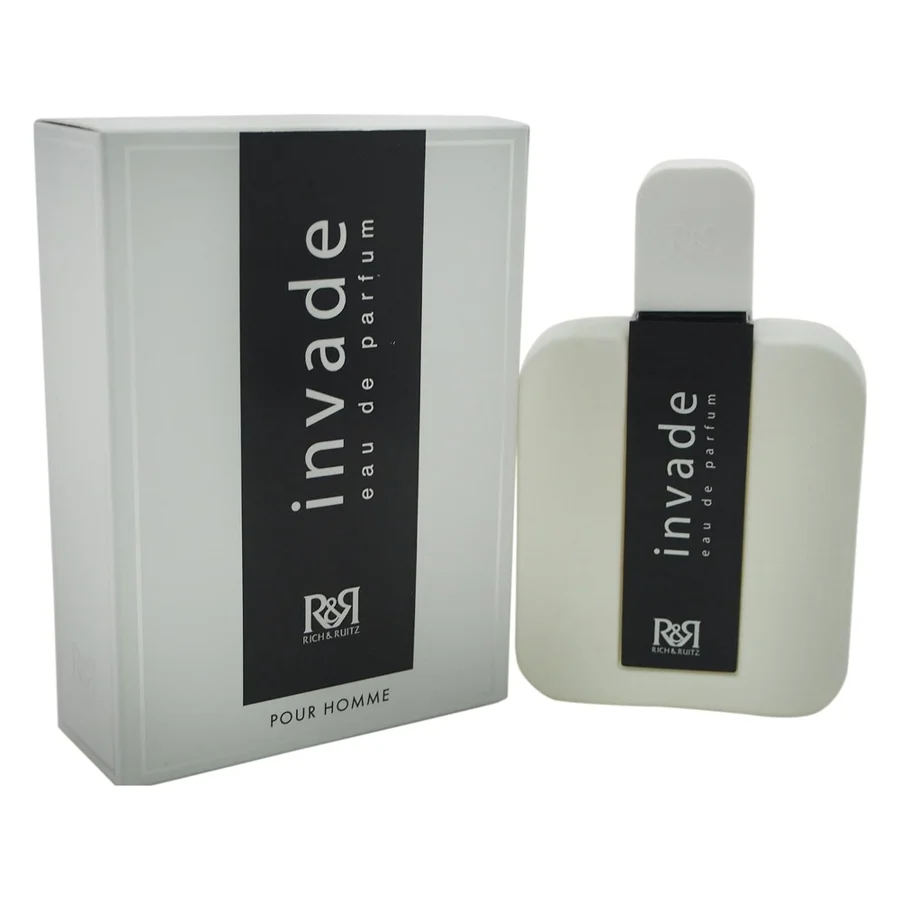 invade
eau de parfum
R&R
RICH & RUITZ
POUR HOMME
invade
eau de parfum
R&R
RICH & RUITZ